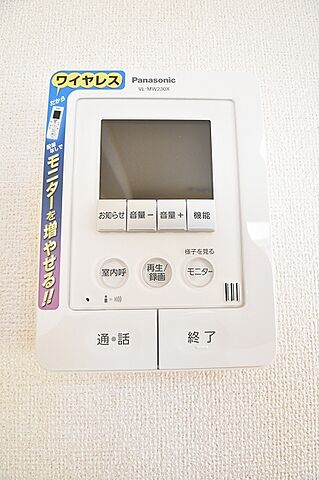 ワイヤレス
だから
配線なしで
モニターを増やせる!!
Panasonic
VL-MW230X
お知らせ 音量− 音量+ 機能
様子を見る
室内呼 再生/録画 モニター
通話 終了